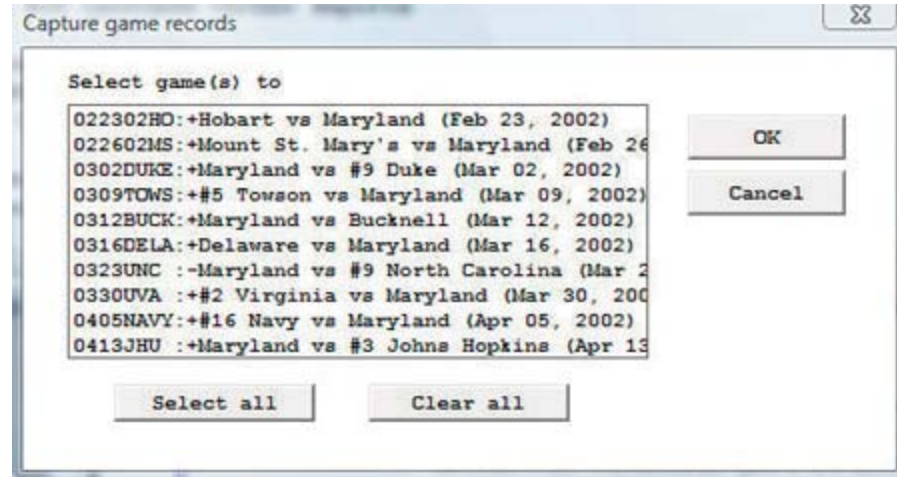 Capture game records
Select game(s) to
022302HO:+Hobart vs Maryland (Feb 23, 2002)
022602MS:+Mount St. Mary's vs Maryland (Feb 26
0302DUKE:+Maryland vs #9 Duke (Mar 02, 2002)
0309TOWS:+#5 Towson vs Maryland (Mar 09, 2002)
0312BUCK:+Maryland vs Bucknell (Mar 12, 2002)
0316DELA:+Delaware vs Maryland (Mar 16, 2002)
0323UNC :-Maryland vs #9 North Carolina (Mar 2
0330UVA :+#2 Virginia vs Maryland (Mar 30, 200
0405NAVY:+#16 Navy vs Maryland (Apr 05, 2002)
0413JHU :+Maryland vs #3 Johns Hopkins (Apr 13
OK
Cancel
Select all Clear all